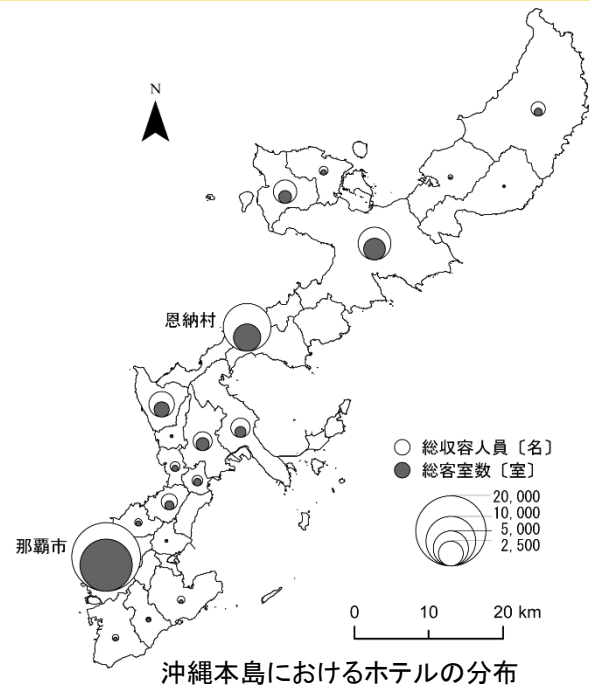 N
恩納村
那覇市
総収容人員〔名〕
総客室数〔室〕
20,000
10,000
5,000
2,500
0 10 20 km
沖縄本島におけるホテルの分布